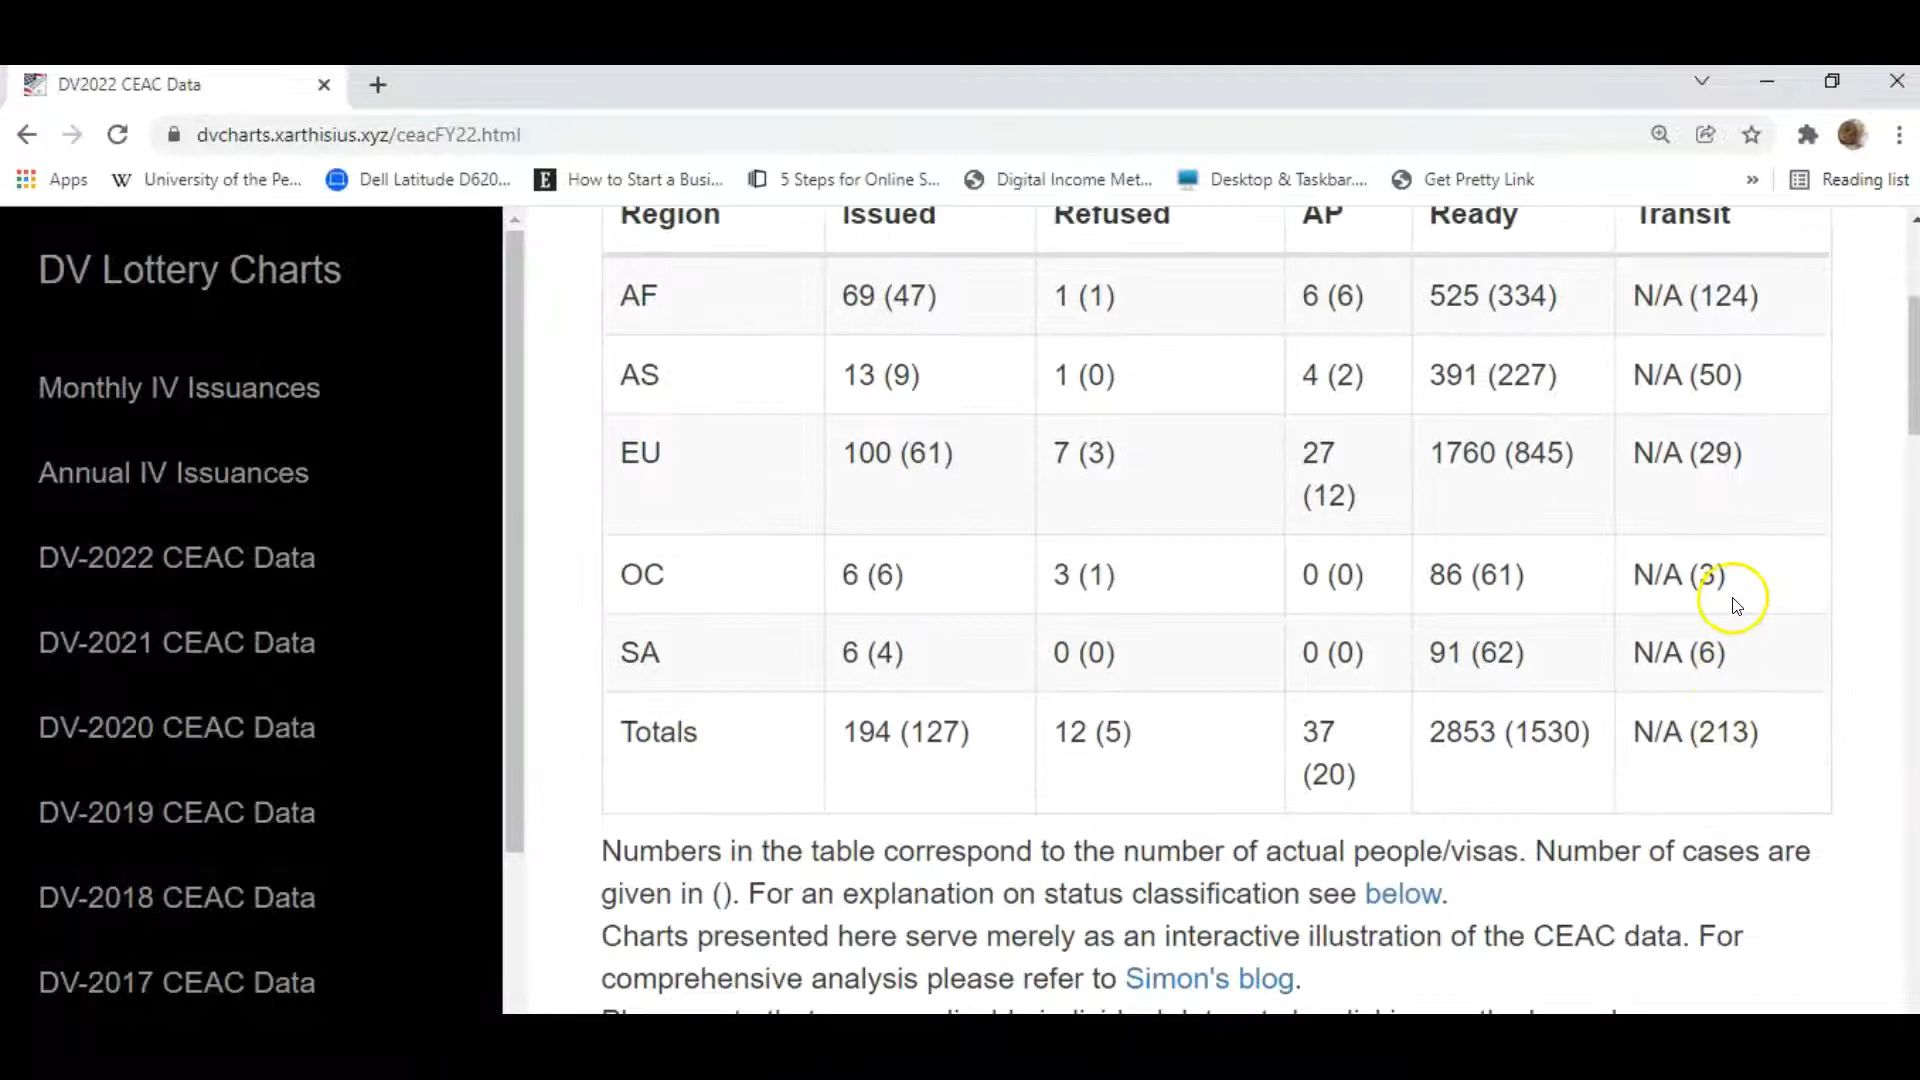 DV2022 CEAC Data
dvcharts.xarthisius.xyz/ceacFY22.html
Apps University of the Pe... Dell Latitude D620... How to Start a Busi... 5 Steps for Online S... Digital Income Met... Desktop & Taskbar.... Get Pretty Link » Reading list
DV Lottery Charts
Monthly IV Issuances
Annual IV Issuances
DV-2022 CEAC Data
DV-2021 CEAC Data
DV-2020 CEAC Data
DV-2019 CEAC Data
DV-2018 CEAC Data
DV-2017 CEAC Data
Region Issued Refused AP Ready Transit
AF 69 (47) 1 (1) 6 (6) 525 (334) N/A (124)
AS 13 (9) 1 (0) 4 (2) 391 (227) N/A (50)
EU 100 (61) 7 (3) 27 (12) 1760 (845) N/A (29)
OC 6 (6) 3 (1) 0 (0) 86 (61) N/A (3)
SA 6 (4) 0 (0) 0 (0) 91 (62) N/A (6)
Totals 194 (127) 12 (5) 37 (20) 2853 (1530) N/A (213)
Numbers in the table correspond to the number of actual people/visas. Number of cases are
given in (). For an explanation on status classification see below.
Charts presented here serve merely as an interactive illustration of the CEAC data. For
comprehensive analysis please refer to Simon's blog.